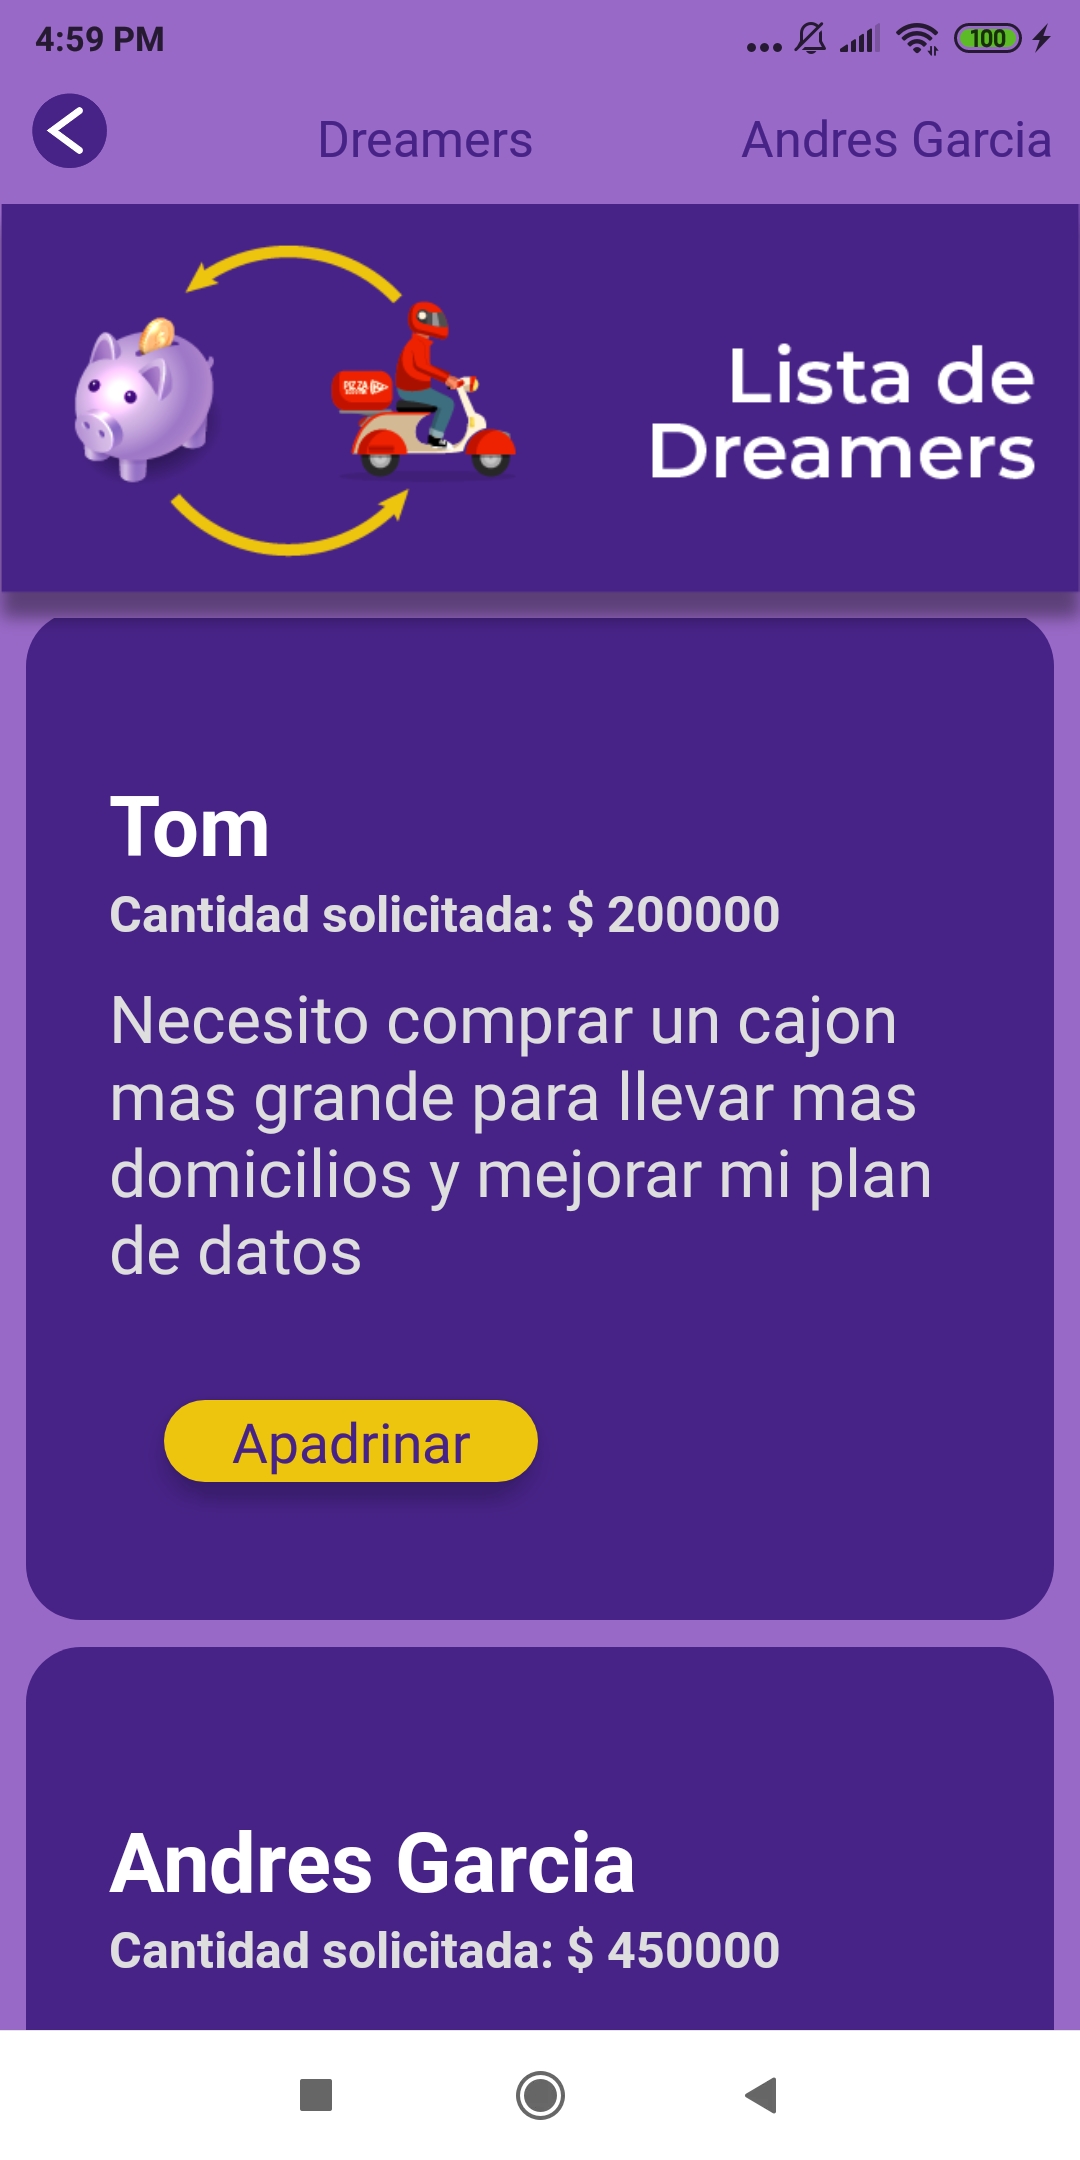 4:59 PM
100
Dreamers
Andres Garcia
PIZZA
Lista de
Dreamers
Tom
Cantidad solicitada: $ 200000
Necesito comprar un cajon
mas grande para llevar mas
domicilios y mejorar mi plan
de datos
Apadrinar
Andres Garcia
Cantidad solicitada: $ 450000